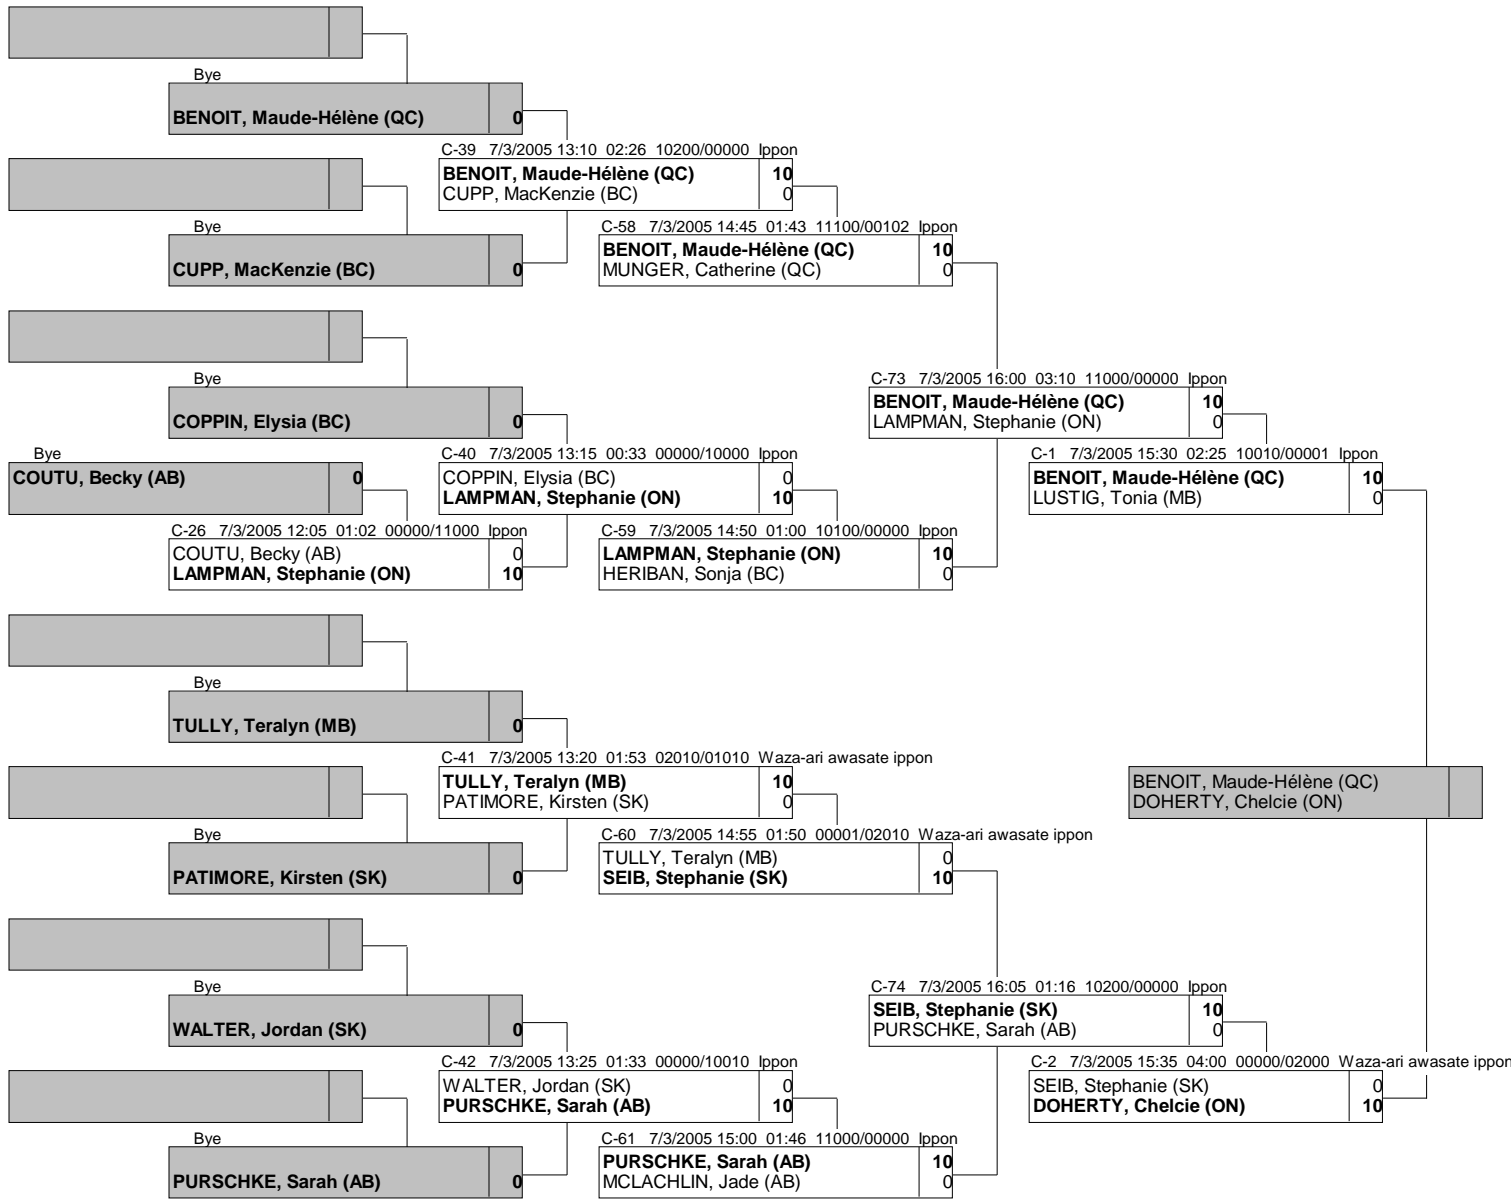 Bye
BENOIT, Maude-Hélène (QC) 0
C-39 7/3/2005 13:10 02:26 10200/00000 Ippon
BENOIT, Maude-Hélène (QC) 10
CUPP, MacKenzie (BC) 0
Bye
CUPP, MacKenzie (BC) 0
C-58 7/3/2005 14:45 01:43 11100/00102 Ippon
BENOIT, Maude-Hélène (QC) 10
MUNGER, Catherine (QC) 0
Bye
COPPIN, Elysia (BC) 0
C-73 7/3/2005 16:00 03:10 11000/00000 Ippon
BENOIT, Maude-Hélène (QC) 10
LAMPMAN, Stephanie (ON) 0
Bye
COUTU, Becky (AB) 0
C-40 7/3/2005 13:15 00:33 00000/10000 Ippon
COPPIN, Elysia (BC) 0
LAMPMAN, Stephanie (ON) 10
C-1 7/3/2005 15:30 02:25 10010/00001 Ippon
BENOIT, Maude-Hélène (QC) 10
LUSTIG, Tonia (MB) 0
C-26 7/3/2005 12:05 01:02 00000/11000 Ippon
COUTU, Becky (AB) 0
LAMPMAN, Stephanie (ON) 10
C-59 7/3/2005 14:50 01:00 10100/00000 Ippon
LAMPMAN, Stephanie (ON) 10
HERIBAN, Sonja (BC) 0
Bye
TULLY, Teralyn (MB) 0
C-41 7/3/2005 13:20 01:53 02010/01010 Waza-ari awasate ippon
TULLY, Teralyn (MB) 10
PATIMORE, Kirsten (SK) 0
BENOIT, Maude-Hélène (QC)
DOHERTY, Chelcie (ON)
Bye
PATIMORE, Kirsten (SK) 0
C-60 7/3/2005 14:55 01:50 00001/02010 Waza-ari awasate ippon
TULLY, Teralyn (MB) 0
SEIB, Stephanie (SK) 10
Bye
WALTER, Jordan (SK) 0
C-74 7/3/2005 16:05 01:16 10200/00000 Ippon
SEIB, Stephanie (SK) 10
PURSCHKE, Sarah (AB) 0
C-42 7/3/2005 13:25 01:33 00000/10010 Ippon
WALTER, Jordan (SK) 0
PURSCHKE, Sarah (AB) 10
C-2 7/3/2005 15:35 04:00 00000/02000 Waza-ari awasate ippon
SEIB, Stephanie (SK) 0
DOHERTY, Chelcie (ON) 10
Bye
PURSCHKE, Sarah (AB) 0
C-61 7/3/2005 15:00 01:46 11000/00000 Ippon
PURSCHKE, Sarah (AB) 10
MCLACHLIN, Jade (AB) 0